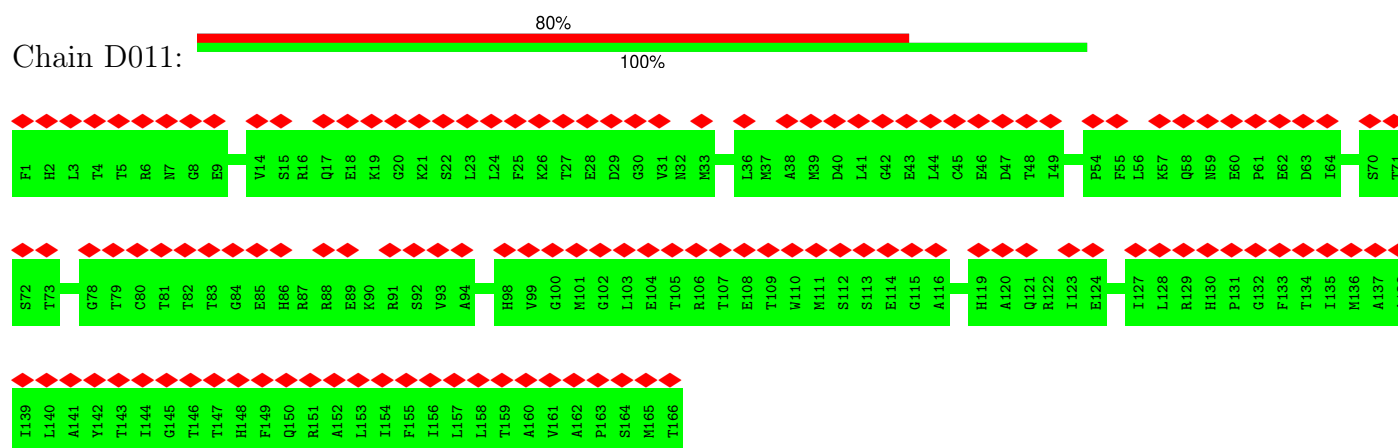 80%
Chain D011:
100%
F1 H2 L3 T4 T5 R6 N7 G8 E9 V14 S15 R16 Q17 E18 K19 G20 K21 S22 L23 L24 F25 K26 T27 E28 D29 G30 V31 N32 M33 L36 M37 A38 M39 D40 L41 G42 E43 L44 C45 E46 D47 T48 I49 P54 F55 L56 K57 Q58 N59 E60 P61 E62 D63 I64 S70 T71
S72 T73 G78 T79 C80 T81 T82 T83 G84 E85 H86 R87 R88 E89 K90 R91 S92 V93 A94 H98 V99 G100 M101 G102 L103 E104 T105 R106 T107 E108 T109 W110 M111 S112 S113 E114 G115 A116 H119 A120 Q121 R122 I123 E124 I127 L128 R129 H130 P131 G132 F133 T134 I135 M136 A137
I139 L140 A141 Y142 T143 I144 G145 T146 T147 H148 F149 Q150 R151 A152 L153 I154 F155 I156 L157 L158 T159 A160 V161 A162 P163 S164 M165 T166